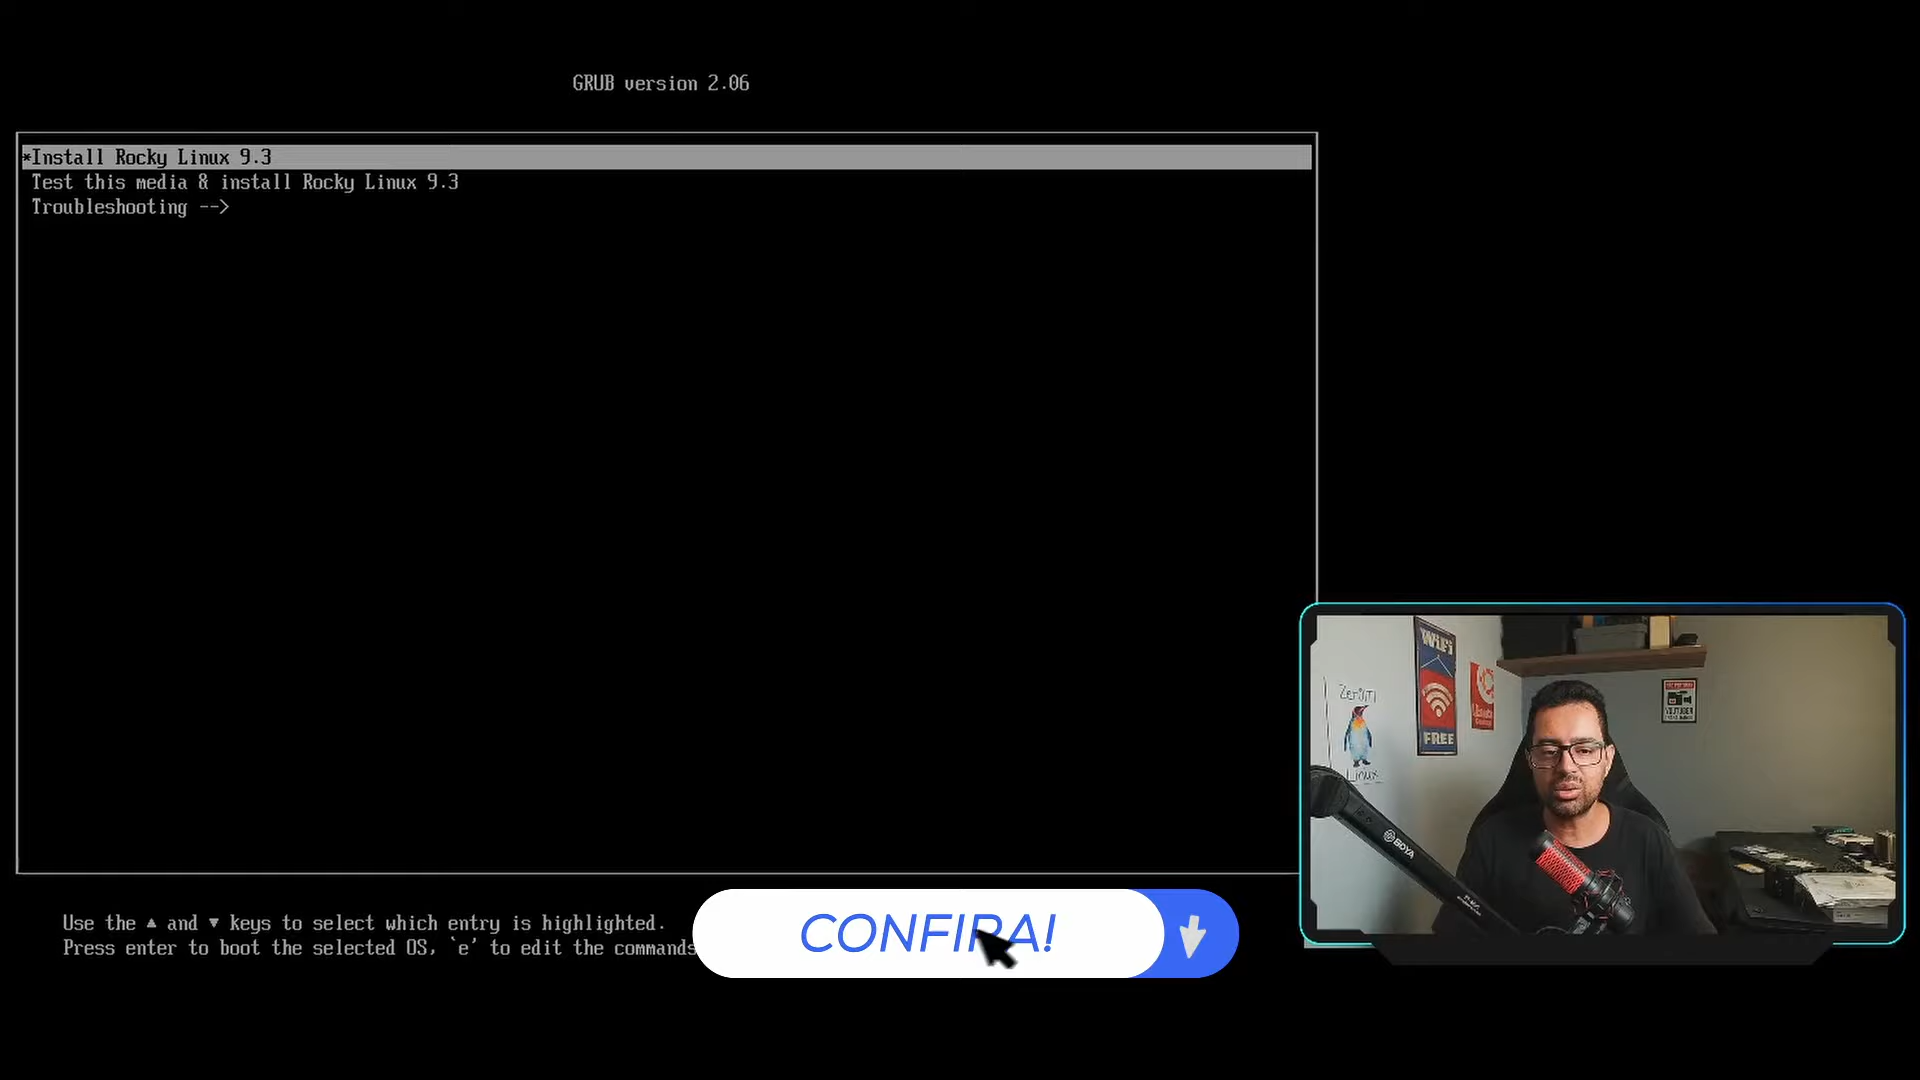 GRUB version 2.06
*Install Rocky Linux 9.3
Test this media & install Rocky Linux 9.3
Troubleshooting -->
Use the ▲ and ▼ keys to select which entry is highlighted.
Press enter to boot the selected OS, `e' to edit the commands
CONFIRA!
WiFi
FREE
Linux
BOYA
YOUTUBER